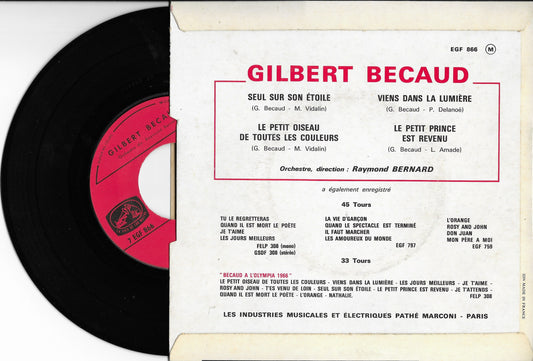 EGF 866 M
GILBERT BECAUD
SEUL SUR SON ÉTOILE
(G. Becaud - M. Vidalin)
VIENS DANS LA LUMIÈRE
(G. Becaud - P. Delanoé)
LE PETIT OISEAU
DE TOUTES LES COULEURS
(G. Becaud - M. Vidalin)
LE PETIT PRINCE
EST REVENU
(G. Becaud - L. Amade)
Orchestre, direction : Raymond BERNARD
a également enregistré
45 Tours
TU LE REGRETTERAS
QUAND IL EST MORT LE POÈTE
JE T'AIME
LES JOURS MEILLEURS
FELP 308 (mono)
GSDF 308 (stéréo)
LA VIE D'GARÇON
QUAND LE SPECTACLE EST TERMINÉ
IL FAUT MARCHER
LES AMOUREUX DU MONDE
EGF 787
L'ORANGE
ROSY AND JOHN
DON JUAN
MON PÈRE A MOI
EGF 750
33 Tours
"BECAUD A L'OLYMPIA 1966"
LE PETIT OISEAU DE TOUTES LES COULEURS - VIENS DANS LA LUMIÈRE - LES JOURS MEILLEURS - JE T'AIME -
ROSY AND JOHN - T'ES VENU DE LOIN - SEUL SUR SON ÉTOILE - LE PETIT PRINCE EST REVENU - J'ATTENDS -
QUAND IL EST MORT LE POÈTE - L'ORANGE - NATHALIE.
FELP 308
LES INDUSTRIES MUSICALES ET ÉLECTRIQUES PATHÉ MARCONI - PARIS
MADE IN FRANCE
GILBERT BECAUD
7 EGF 866